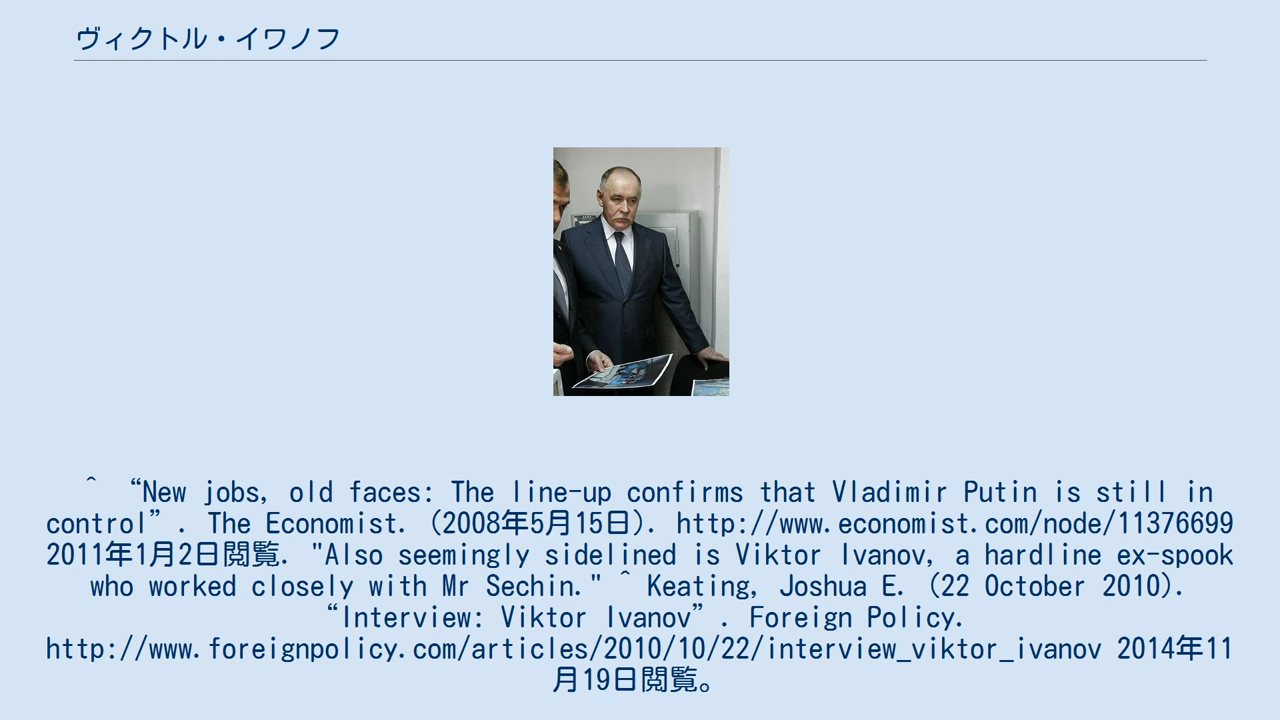 ヴィクトル・イワノフ
^ “New jobs, old faces: The line-up confirms that Vladimir Putin is still in
control”. The Economist. (2008年5月15日). http://www.economist.com/node/11376699
2011年1月2日閲覧. "Also seemingly sidelined is Viktor Ivanov, a hardline ex-spook
who worked closely with Mr Sechin." ^ Keating, Joshua E. (22 October 2010).
“Interview: Viktor Ivanov”. Foreign Policy.
http://www.foreignpolicy.com/articles/2010/10/22/interview_viktor_ivanov 2014年11
月19日閲覧。